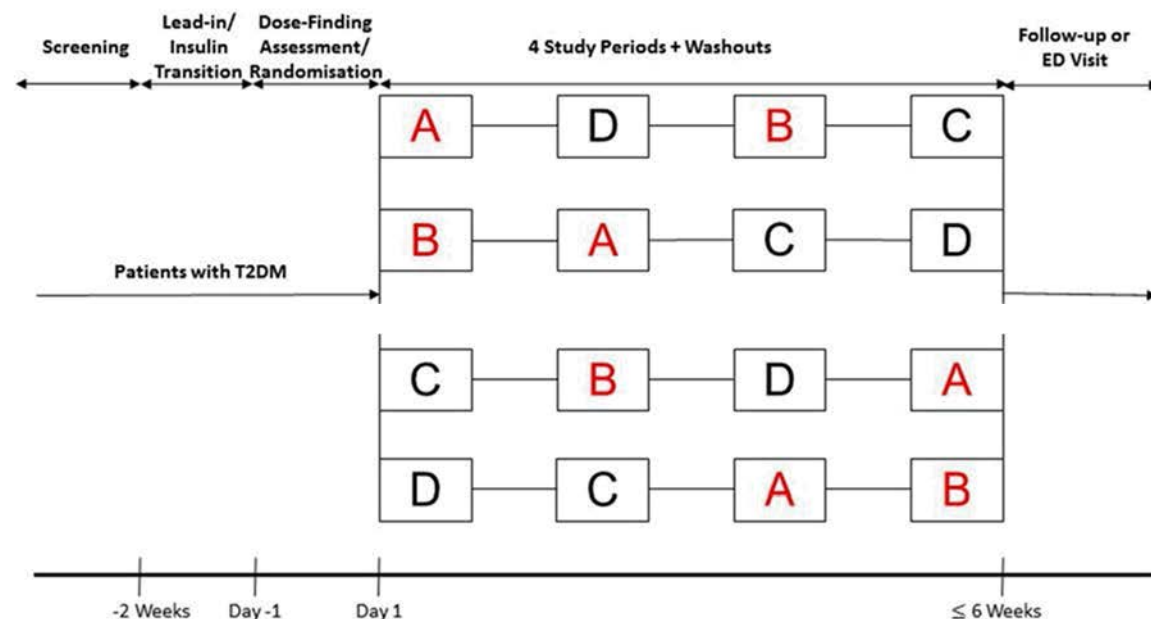 Screening
Lead-in/
Insulin
Transition
Dose-Finding
Assessment/
Randomisation
4 Study Periods + Washouts
Follow-up or
ED Visit
A D B C
B A C D
Patients with T2DM
C B D A
D C A B
-2 Weeks Day -1 Day 1 ≤ 6 Weeks